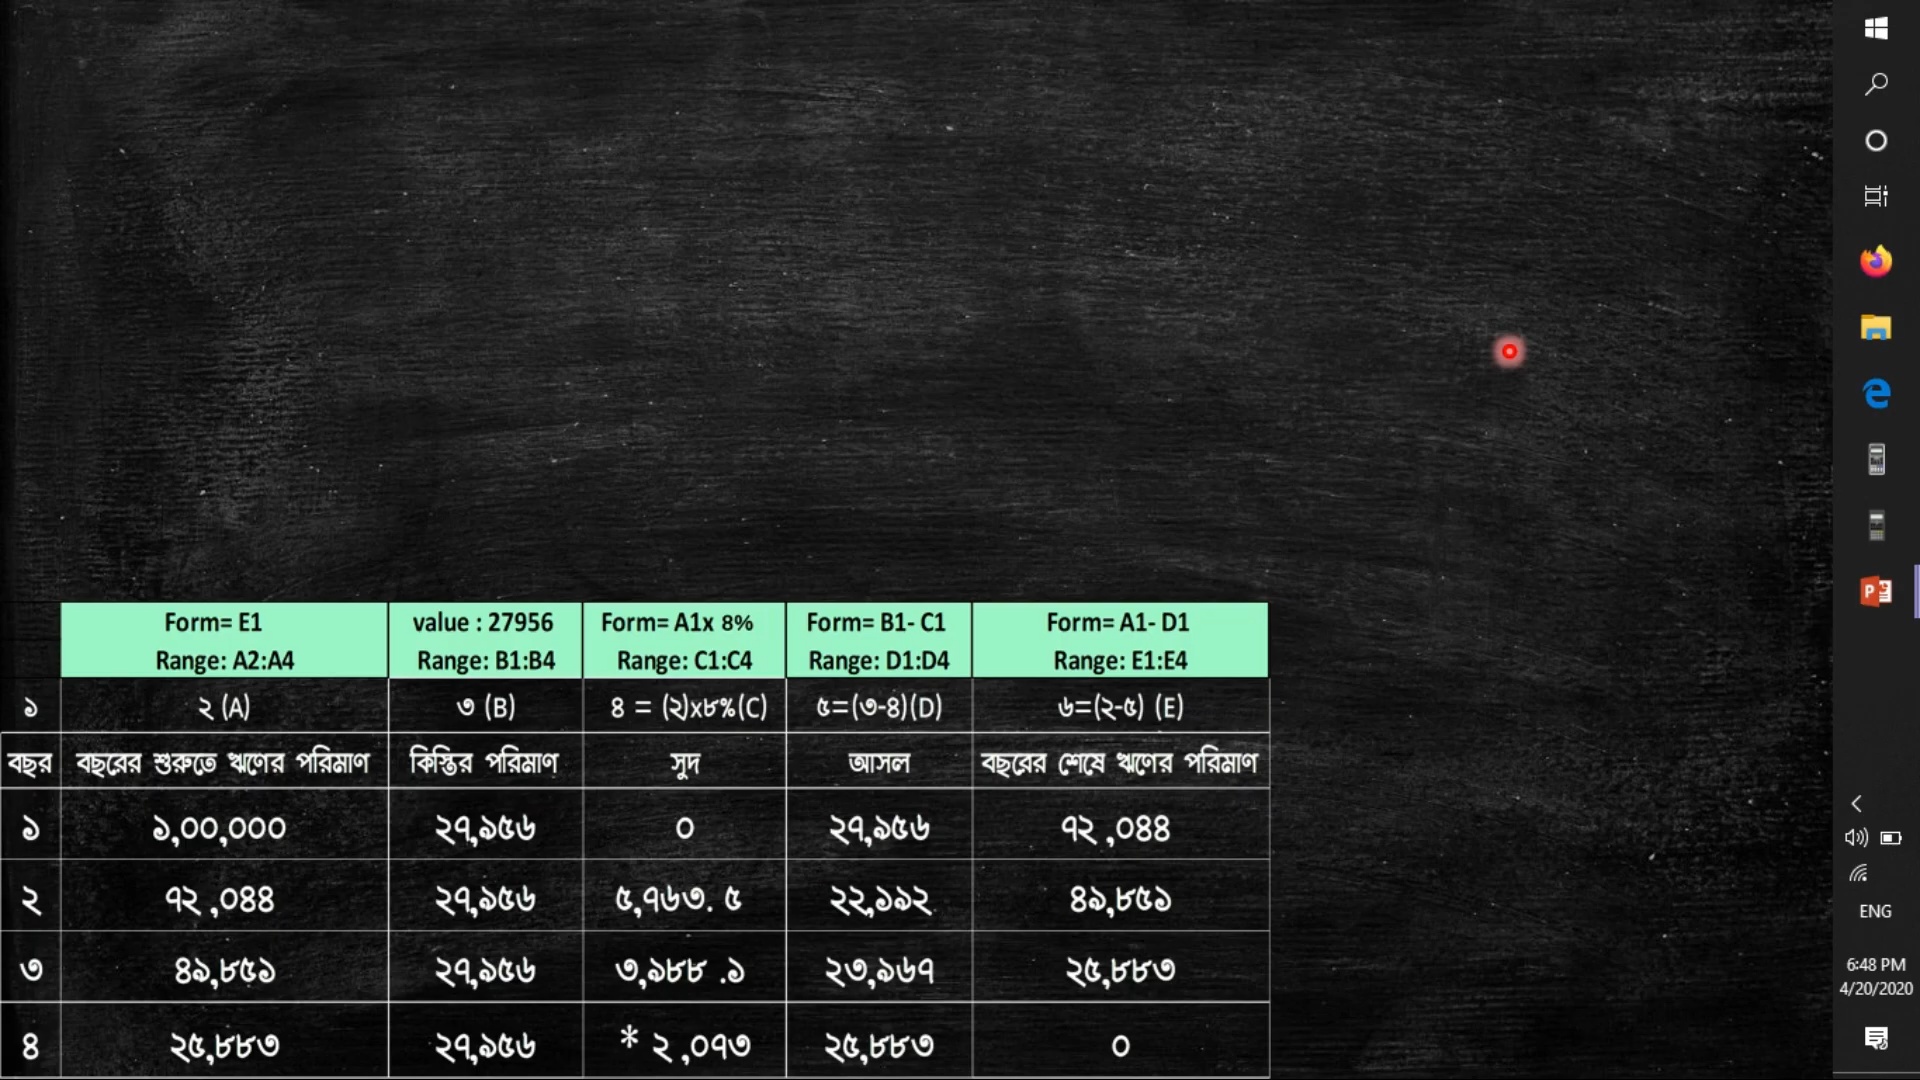 Form= E1 value : 27956 Form= A1x 8% Form= B1- C1 Form= A1- D1
Range: A2:A4 Range: B1:B4 Range: C1:C4 Range: D1:D4 Range: E1:E4
১ ২ (A) ৩ (B) ৪ = (২)x৮%(C) ৫=(৩-৪)(D) ৬=(২-৫) (E)
বছর বছরের শুরুতে ঋণের পরিমাণ কিস্তির পরিমাণ সুদ আসল বছরের শেষে ঋণের পরিমাণ
১ ১,০০,০০০ ২৭,৯৫৬ ০ ২৭,৯৫৬ ৭২ ,০৪৪
২ ৭২ ,০৪৪ ২৭,৯৫৬ ৫,৭৬৩. ৫ ২২,১৯২ ৪৯,৮৫১
৩ ৪৯,৮৫১ ২৭,৯৫৬ ৩,৯৮৮ .১ ২৩,৯৬৭ ২৫,৮৮৩
৪ ২৫,৮৮৩ ২৭,৯৫৬ * ২ ,০৭৩ ২৫,৮৮৩ ০
ENG
6:48 PM
4/20/2020